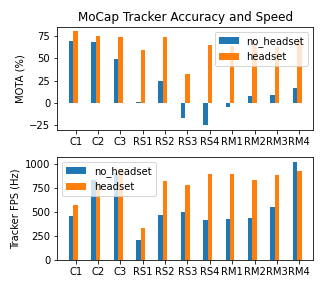 MoCap Tracker Accuracy and Speed
MOTA (%)
75
50
25
0
−25
no_headset
headset
C1 C2 C3 RS1 RS2 RS3 RS4 RM1 RM2 RM3 RM4
Tracker FPS (Hz)
1000
750
500
250
0
no_headset
headset
C1 C2 C3 RS1 RS2 RS3 RS4 RM1 RM2 RM3 RM4